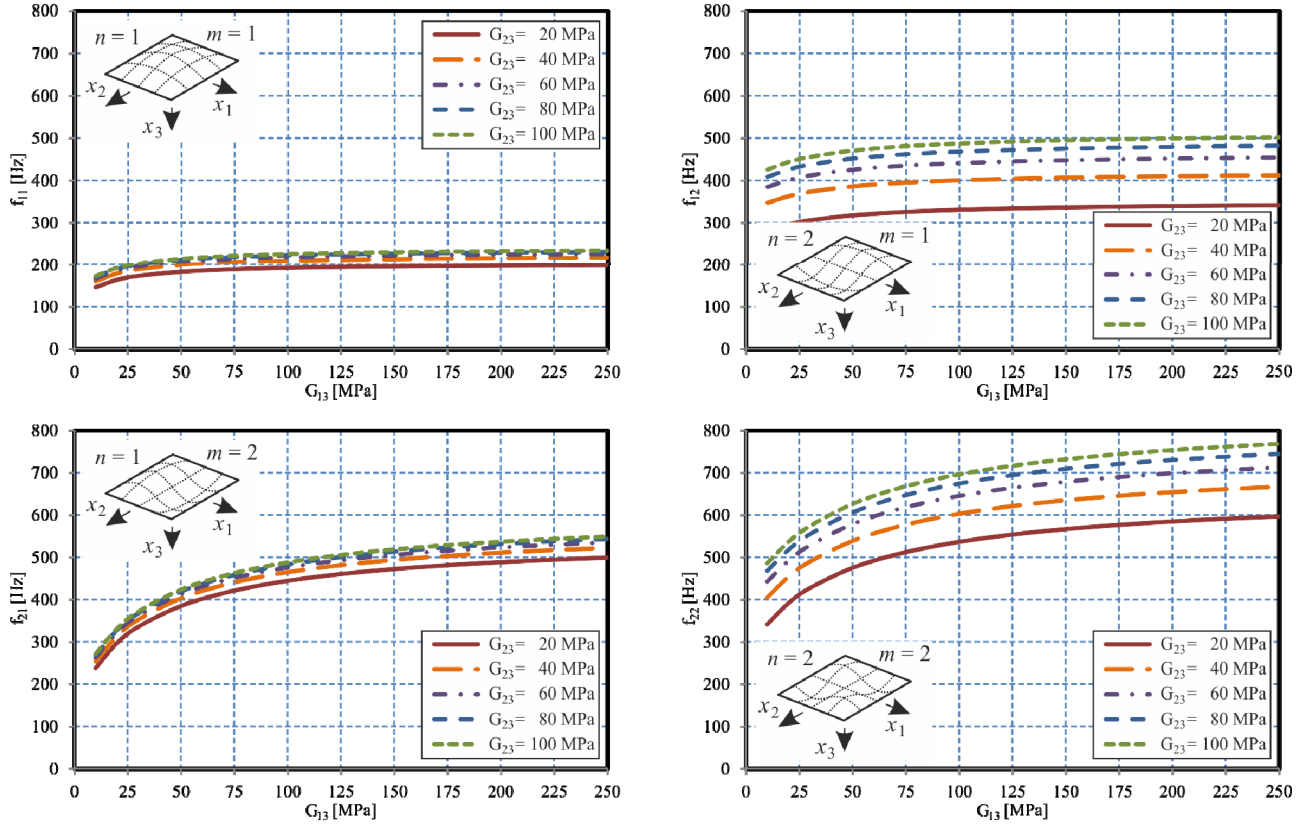 800
700
600
500
400
300
200
100
0
f11 [Hz]
n = 1 m = 1
x2 x1
x3
G23= 20 MPa
G23= 40 MPa
G23= 60 MPa
G23= 80 MPa
G23= 100 MPa
0 25 50 75 100 125 150 175 200 225 250
G13 [MPa]
800
700
600
500
400
300
200
100
0
f12 [Hz]
n = 2 m = 1
x2 x1
x3
G23= 20 MPa
G23= 40 MPa
G23= 60 MPa
G23= 80 MPa
G23= 100 MPa
0 25 50 75 100 125 150 175 200 225 250
G13 [MPa]
800
700
600
500
400
300
200
100
0
f21 [Hz]
n = 1 m = 2
x2 x1
x3
G23= 20 MPa
G23= 40 MPa
G23= 60 MPa
G23= 80 MPa
G23= 100 MPa
0 25 50 75 100 125 150 175 200 225 250
G13 [MPa]
800
700
600
500
400
300
200
100
0
f22 [Hz]
n = 2 m = 2
x2 x1
x3
G23= 20 MPa
G23= 40 MPa
G23= 60 MPa
G23= 80 MPa
G23= 100 MPa
0 25 50 75 100 125 150 175 200 225 250
G13 [MPa]